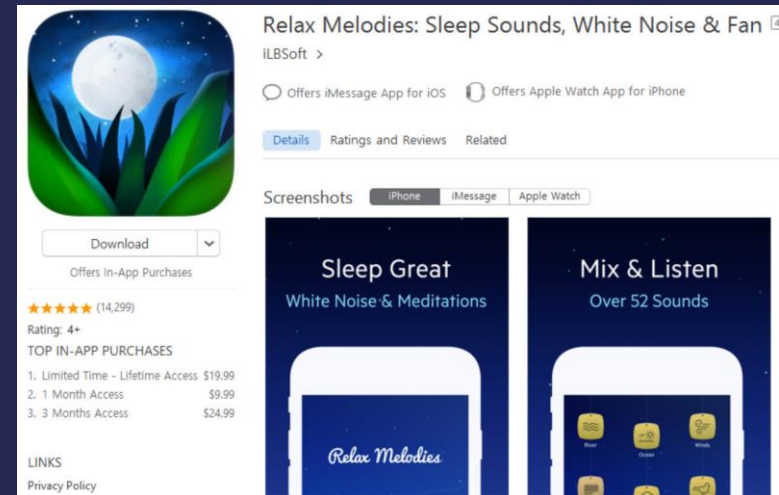 Relax Melodies: Sleep Sounds, White Noise & Fan
iLBSoft >
Offers iMessage App for iOS Offers Apple Watch App for iPhone
Details Ratings and Reviews Related
Screenshots iPhone iMessage Apple Watch
Download
Offers In-App Purchases
★★★★★ (14,299)
Rating: 4+
TOP IN-APP PURCHASES
1. Limited Time - Lifetime Access $19.99
2. 1 Month Access $9.99
3. 3 Months Access $24.99
LINKS
Privacy Policy
Sleep Great
White Noise & Meditations
Relax Melodies
Mix & Listen
Over 52 Sounds
River
Ocean
Winds